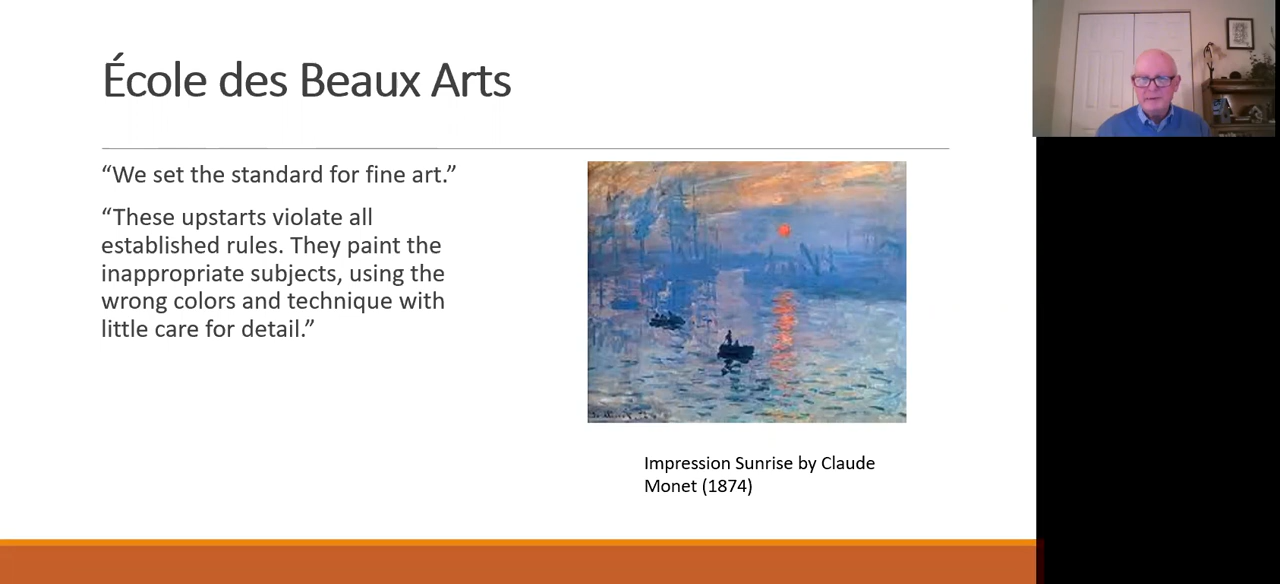 École des Beaux Arts
“We set the standard for fine art.”
“These upstarts violate all
established rules. They paint the
inappropriate subjects, using the
wrong colors and technique with
little care for detail.”
Impression Sunrise by Claude
Monet (1874)